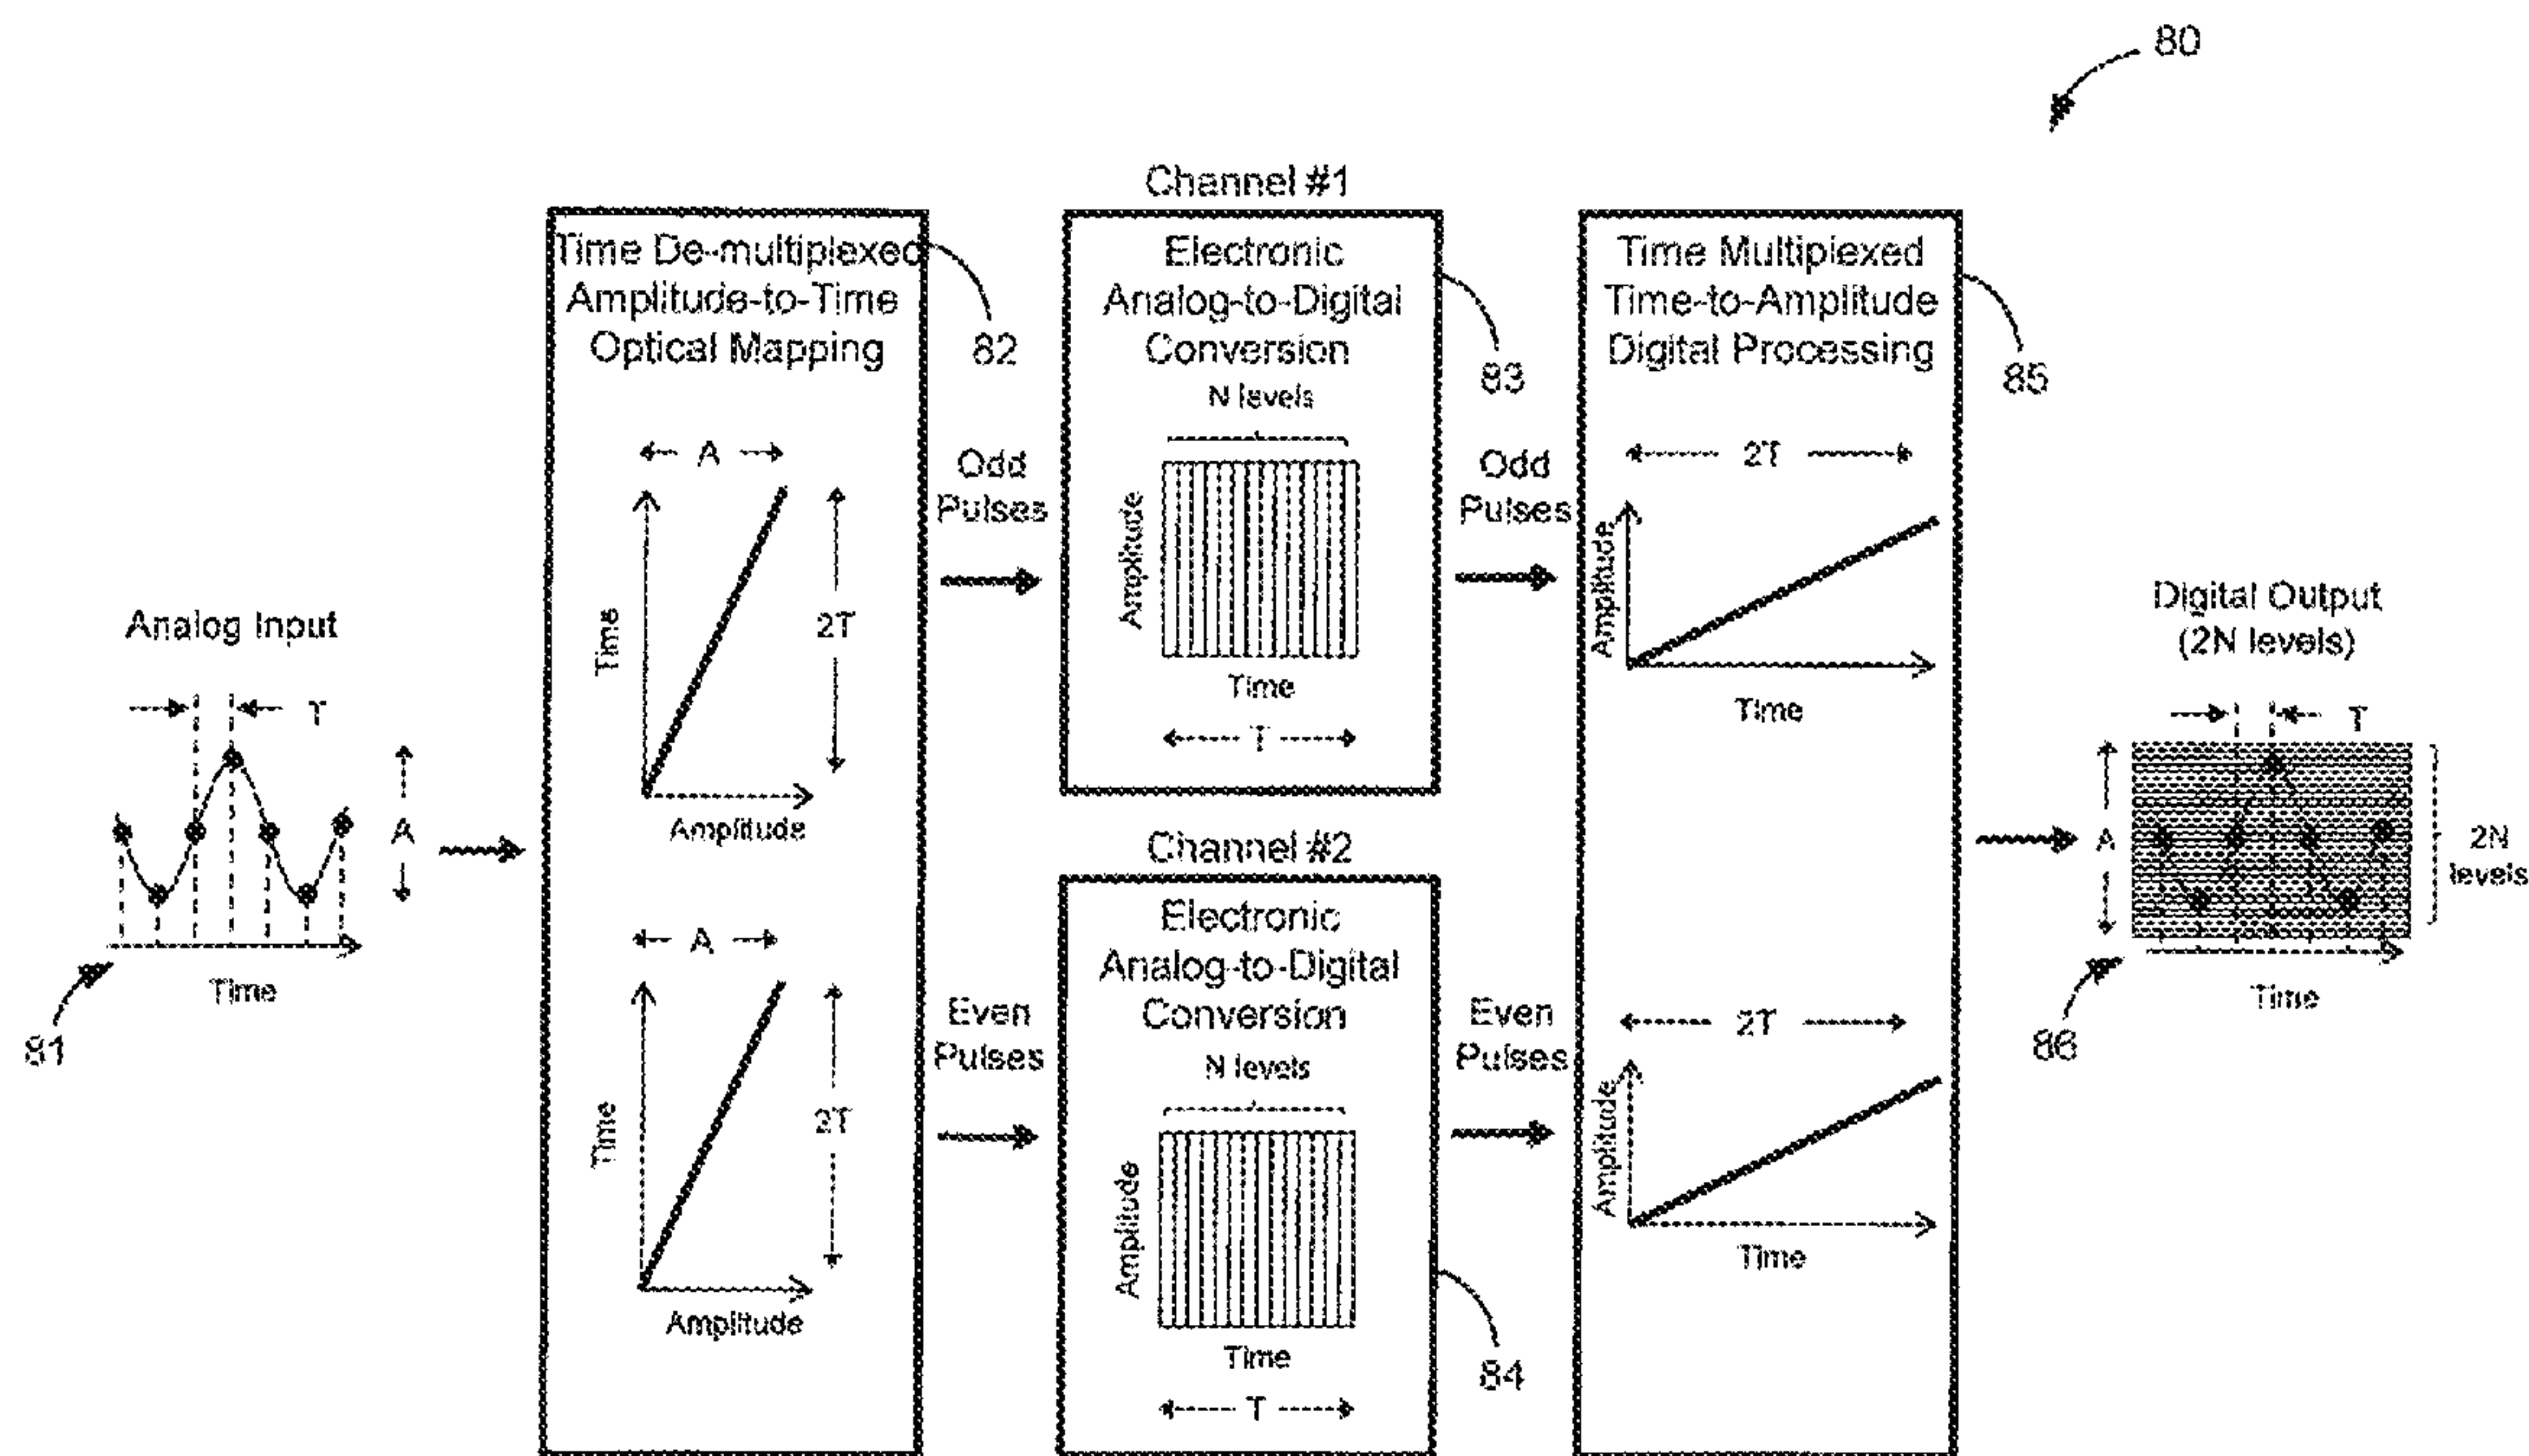 80
Analog Input
T
A
Time
81
Time De-multiplexed
Amplitude-to-Time
Optical Mapping
82
A
Time
2T
Amplitude
A
Time
2T
Amplitude
Odd
Pulses
Even
Pulses
Channel #1
Electronic
Analog-to-Digital
Conversion
83
N levels
Amplitude
Time
T
Channel #2
Electronic
Analog-to-Digital
Conversion
N levels
Amplitude
Time
T
84
Odd
Pulses
Even
Pulses
Time Multiplexed
Time-to-Amplitude
Digital Processing
85
2T
Amplitude
Time
2T
Amplitude
Time
Digital Output
(2N levels)
T
A
2N
levels
Time
86